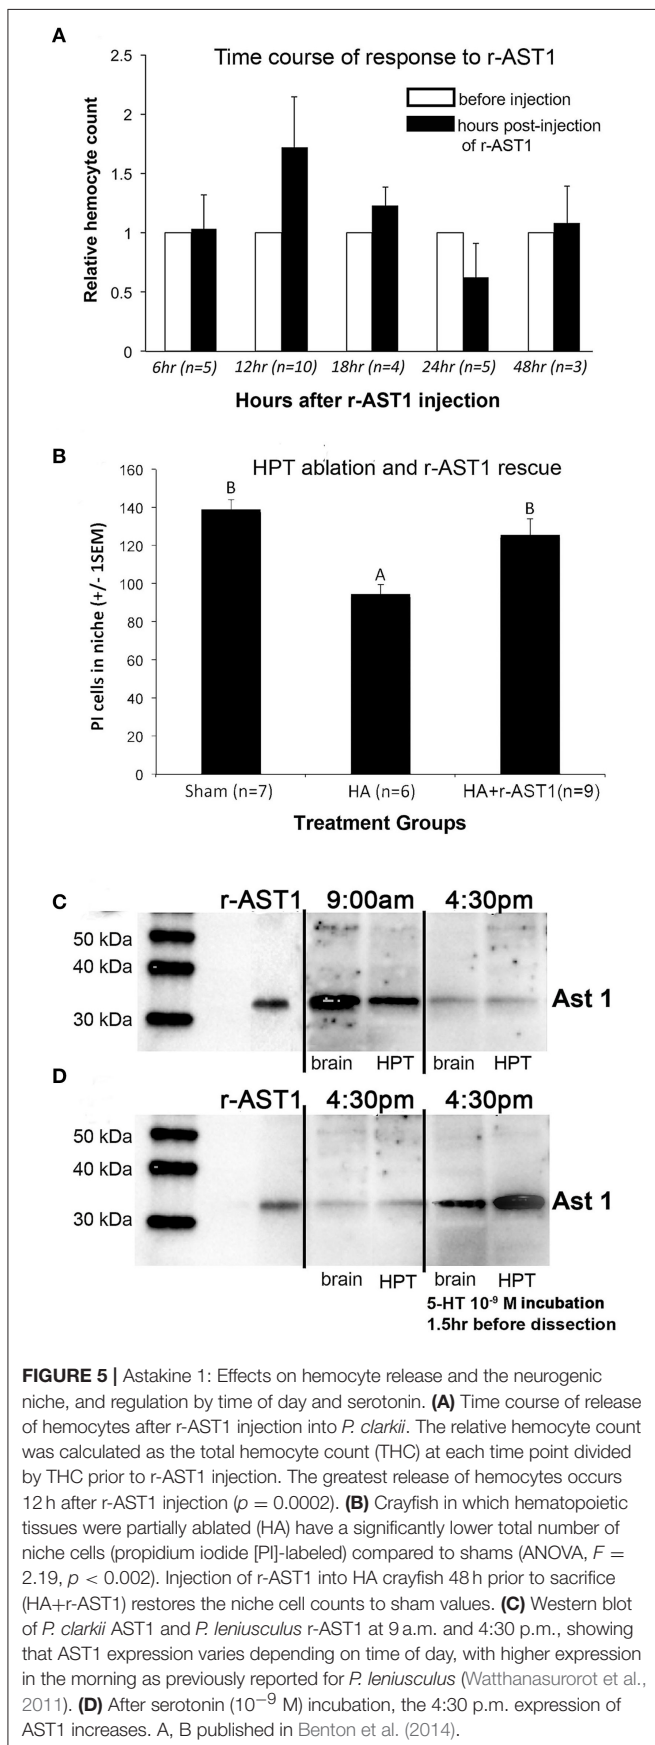 A
Time course of response to r-AST1
2.5
2
1.5
1
0.5
0
Relative hemocyte count
before injection
hours post-injection
of r-AST1
6hr (n=5) 12hr (n=10) 18hr (n=4) 24hr (n=5) 48hr (n=3)
Hours after r-AST1 injection
B
HPT ablation and r-AST1 rescue
160
140
120
100
80
60
40
20
0
PI cells in niche (+/- 1SEM)
B
A
B
Sham (n=7) HA (n=6) HA+r-AST1(n=9)
Treatment Groups
C
r-AST1 9:00am 4:30pm
50 kDa
40 kDa
30 kDa
Ast 1
brain HPT brain HPT
D
r-AST1 4:30pm 4:30pm
50 kDa
40 kDa
30 kDa
Ast 1
brain HPT brain HPT
5-HT 10⁻⁹ M incubation
1.5hr before dissection
FIGURE 5 | Astakine 1: Effects on hemocyte release and the neurogenic
niche, and regulation by time of day and serotonin. (A) Time course of release
of hemocytes after r-AST1 injection into P. clarkii. The relative hemocyte count
was calculated as the total hemocyte count (THC) at each time point divided
by THC prior to r-AST1 injection. The greatest release of hemocytes occurs
12 h after r-AST1 injection (p = 0.0002). (B) Crayfish in which hematopoietic
tissues were partially ablated (HA) have a significantly lower total number of
niche cells (propidium iodide [PI]-labeled) compared to shams (ANOVA, F =
2.19, p < 0.002). Injection of r-AST1 into HA crayfish 48 h prior to sacrifice
(HA+r-AST1) restores the niche cell counts to sham values. (C) Western blot
of P. clarkii AST1 and P. leniusculus r-AST1 at 9 a.m. and 4:30 p.m., showing
that AST1 expression varies depending on time of day, with higher expression
in the morning as previously reported for P. leniusculus (Watthanasurorot et al.,
2011). (D) After serotonin (10⁻⁹ M) incubation, the 4:30 p.m. expression of
AST1 increases. A, B published in Benton et al. (2014).